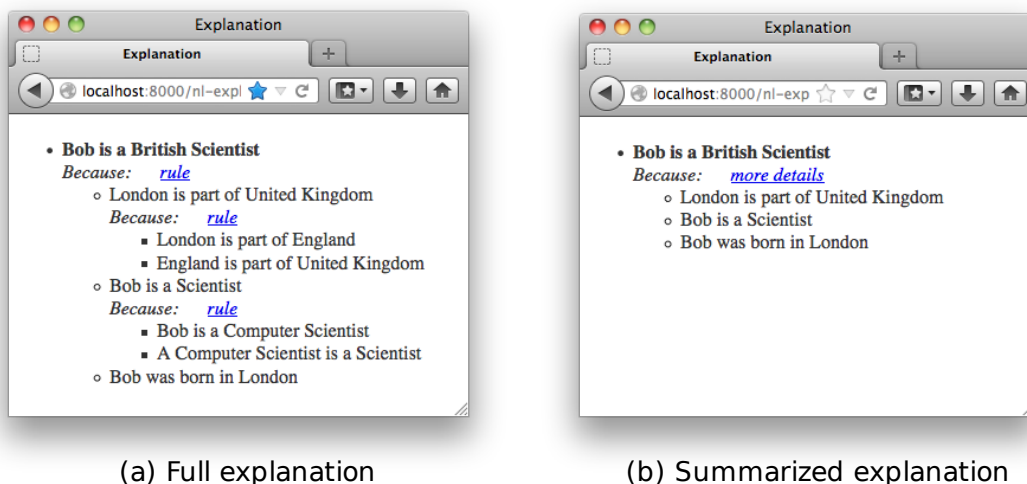 Explanation
Explanation
localhost:8000/nl-expl
• Bob is a British Scientist
Because: rule
◦ London is part of United Kingdom
Because: rule
▪ London is part of England
▪ England is part of United Kingdom
◦ Bob is a Scientist
Because: rule
▪ Bob is a Computer Scientist
▪ A Computer Scientist is a Scientist
◦ Bob was born in London
(a) Full explanation
Explanation
Explanation
localhost:8000/nl-exp
• Bob is a British Scientist
Because: more details
◦ London is part of United Kingdom
◦ Bob is a Scientist
◦ Bob was born in London
(b) Summarized explanation